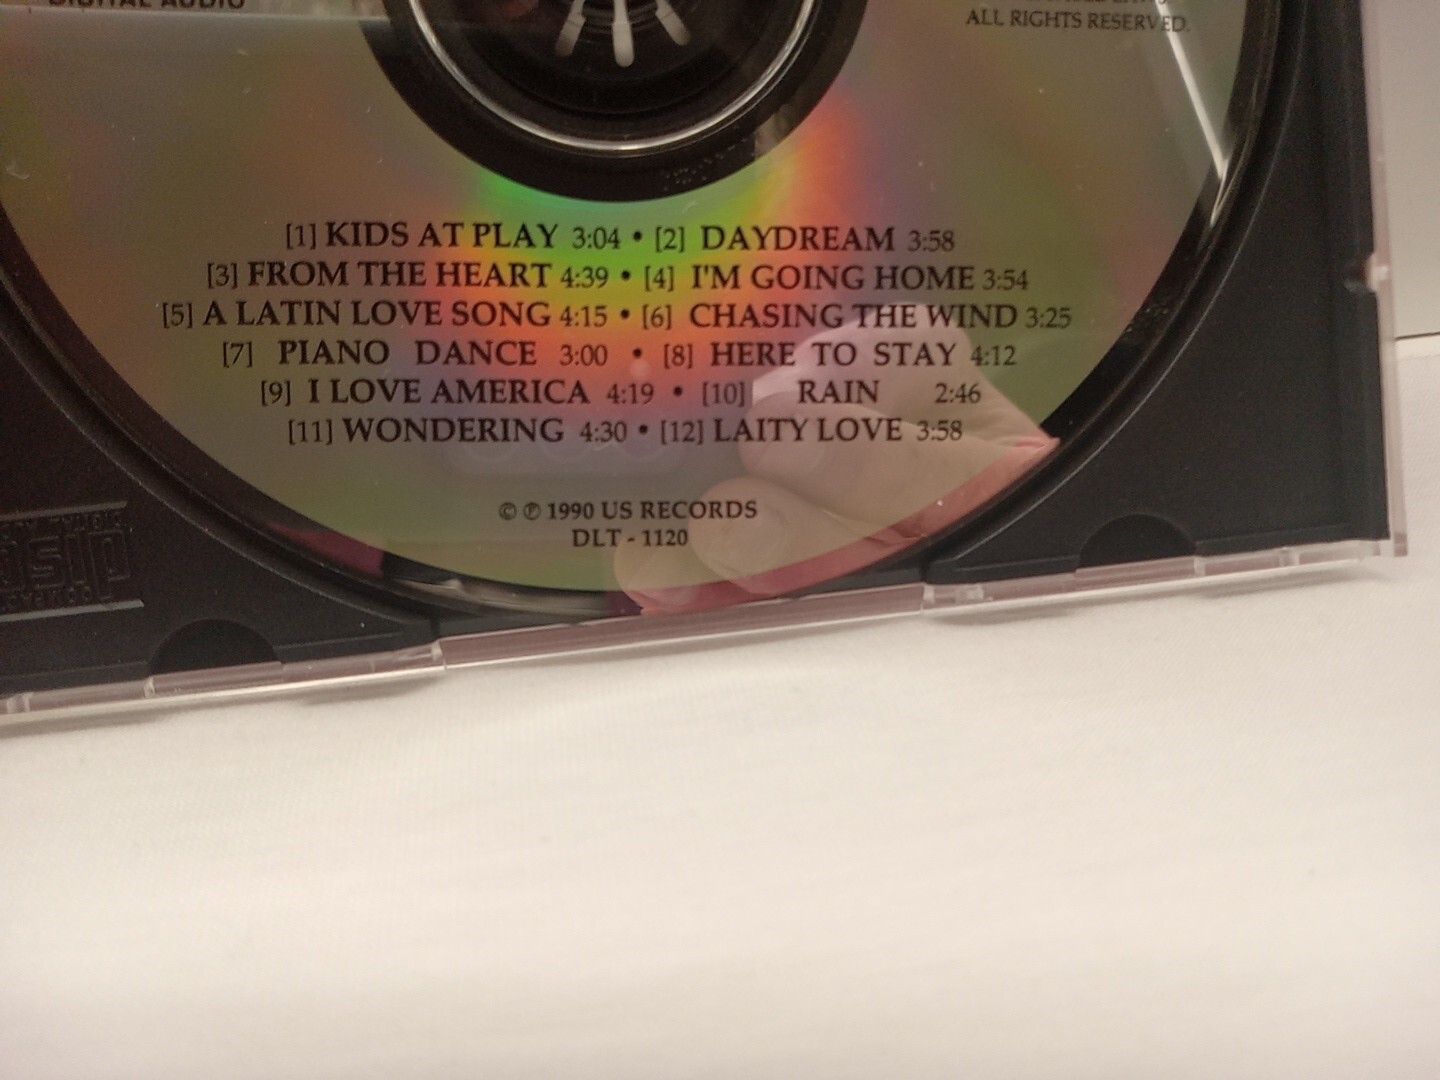 DIGITAL AUDIO
ALL RIGHTS RESERVED.
[1] KIDS AT PLAY 3:04 • [2] DAYDREAM 3:58
[3] FROM THE HEART 4:39 • [4] I'M GOING HOME 3:54
[5] A LATIN LOVE SONG 4:15 • [6] CHASING THE WIND 3:25
[7] PIANO DANCE 3:00 • [8] HERE TO STAY 4:12
[9] I LOVE AMERICA 4:19 • [10] RAIN 2:46
[11] WONDERING 4:30 • [12] LAITY LOVE 3:58
© ℗ 1990 US RECORDS
DLT - 1120